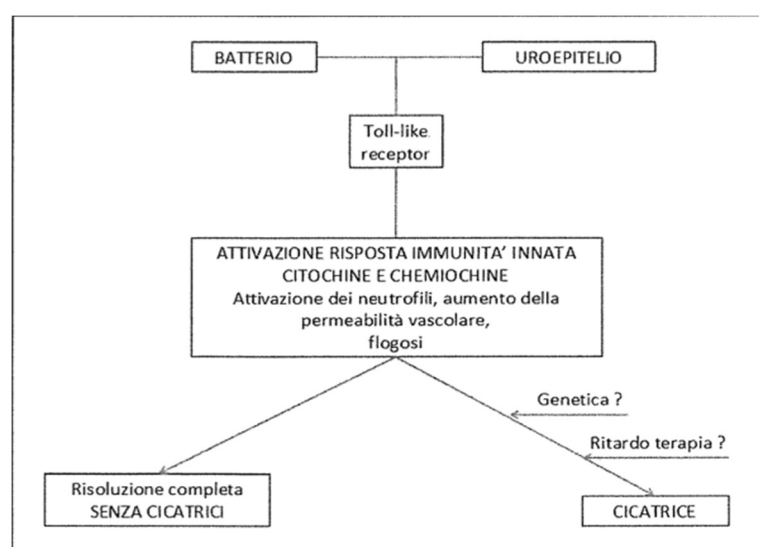 BATTERIO
UROEPITELIO
Toll-like
receptor
ATTIVAZIONE RISPOSTA IMMUNITA’ INNATA
CITOCHINE E CHEMIOCHINE
Attivazione dei neutrofili, aumento della
permeabilità vascolare,
flogosi
Genetica ?
Ritardo terapia ?
Risoluzione completa
SENZA CICATRICI
CICATRICE